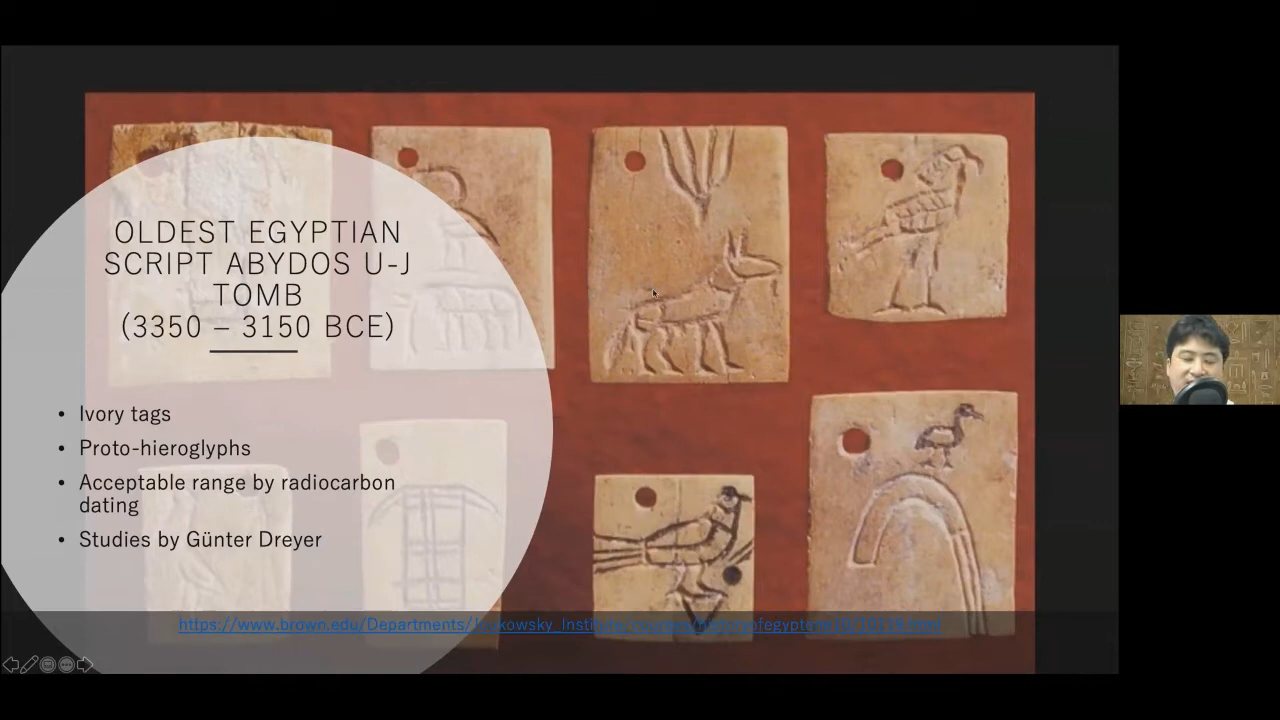 OLDEST EGYPTIAN
SCRIPT ABYDOS U-J
TOMB
(3350 – 3150 BCE)
• Ivory tags
• Proto-hieroglyphs
• Acceptable range by radiocarbon
dating
• Studies by Günter Dreyer